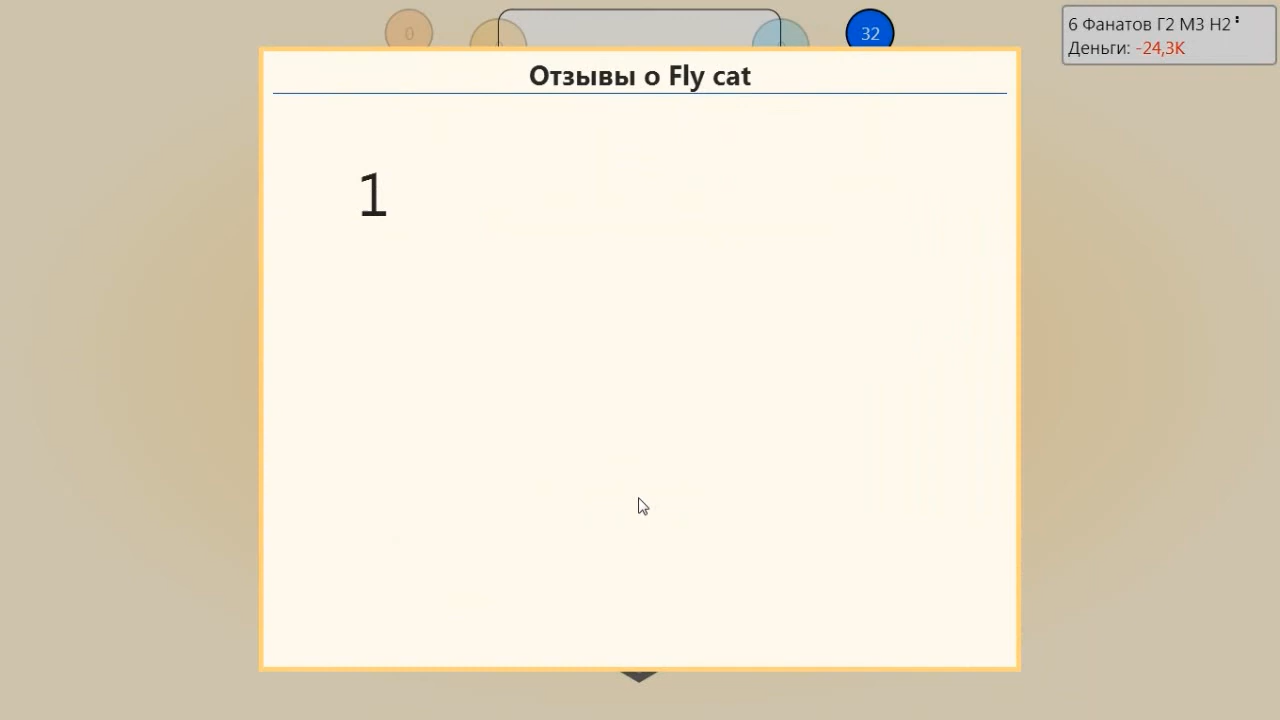 0
32
6 Фанатов Г2 М3 Н2
Деньги: -24,3K
Отзывы о Fly cat
1